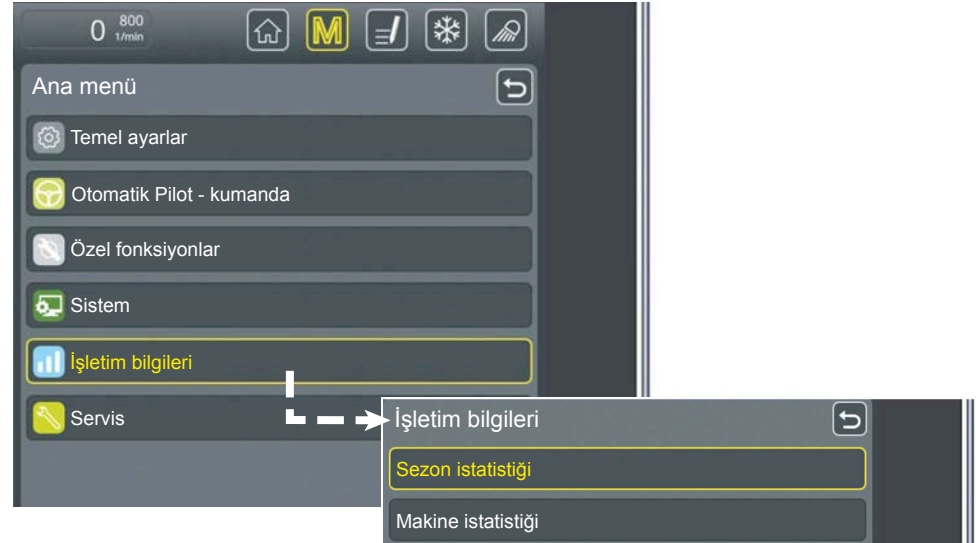 0 800
1/min
M
Ana menü
Temel ayarlar
Otomatik Pilot - kumanda
Özel fonksiyonlar
Sistem
İşletim bilgileri
Servis
İşletim bilgileri
Sezon istatistiği
Makine istatistiği